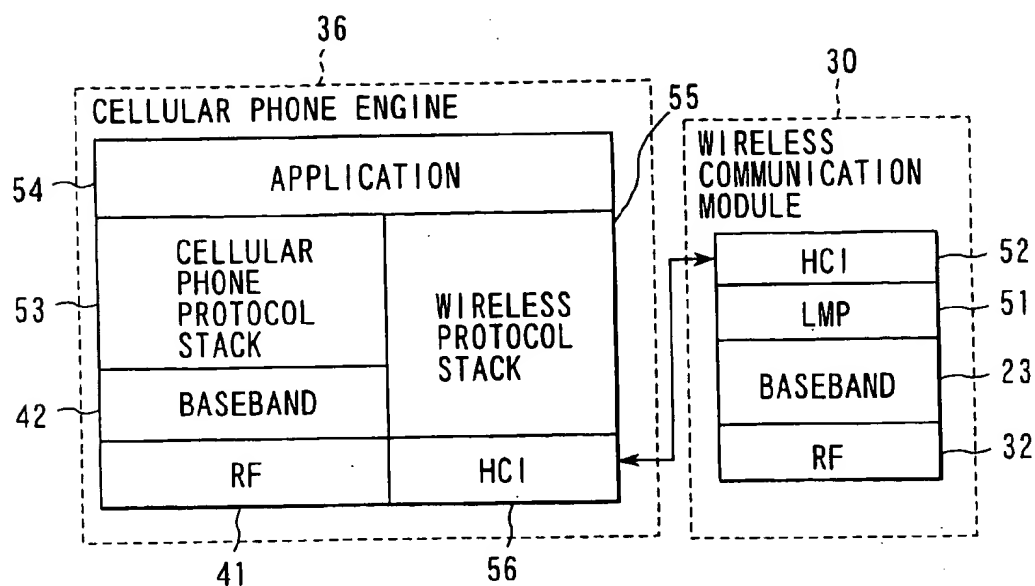 36
30
CELLULAR PHONE ENGINE
55
WIRELESS
COMMUNICATION
MODULE
54
APPLICATION
CELLULAR
PHONE
PROTOCOL
STACK
53
WIRELESS
PROTOCOL
STACK
HCI
52
LMP
51
42
BASEBAND
BASEBAND
23
RF
HCI
RF
32
41
56